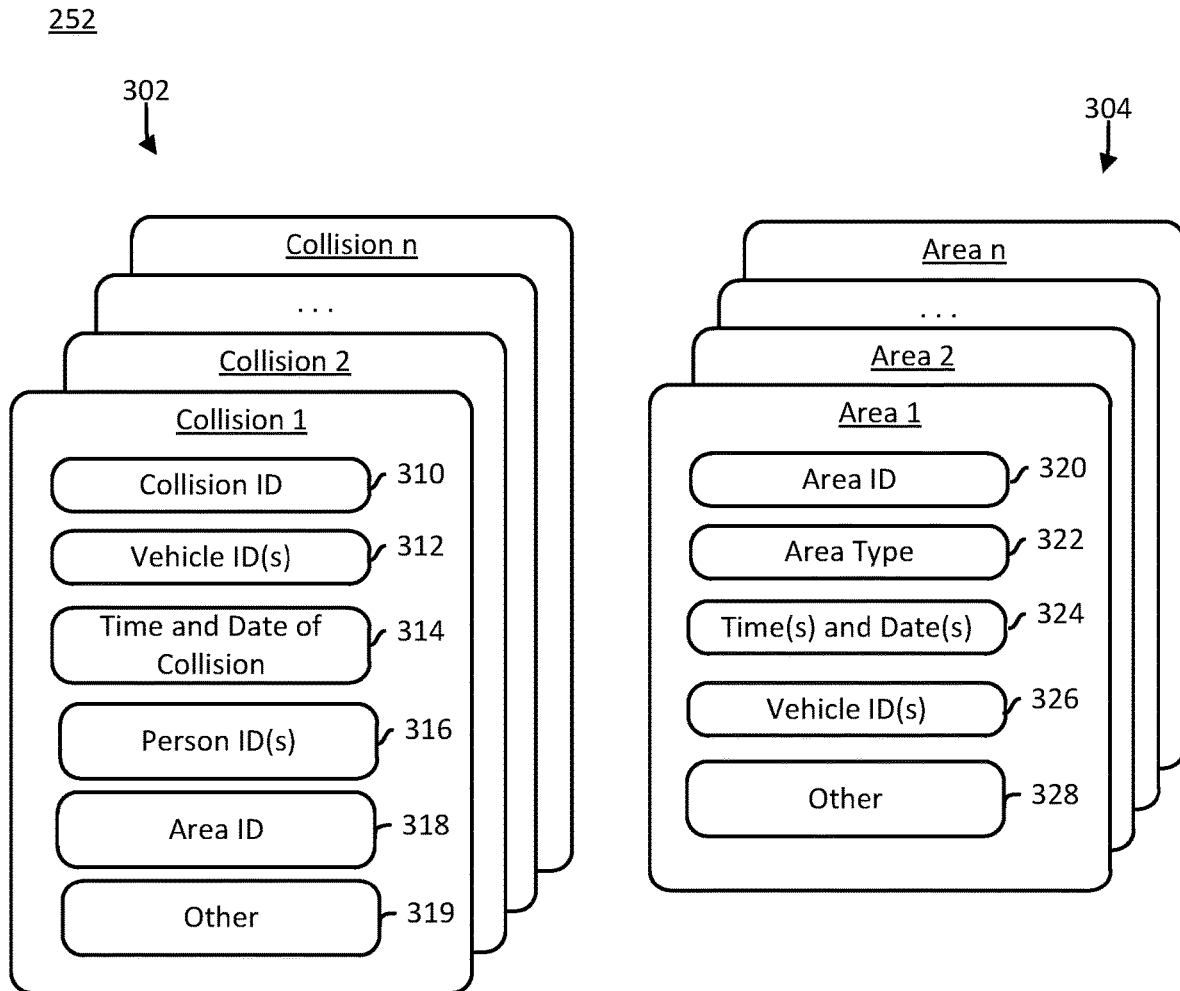 252
302
304
Collision n
. . .
Collision 2
Collision 1
Collision ID
310
Vehicle ID(s)
312
Time and Date of
Collision
314
Person ID(s)
316
Area ID
318
Other
319
Area n
. . .
Area 2
Area 1
Area ID
320
Area Type
322
Time(s) and Date(s)
324
Vehicle ID(s)
326
Other
328